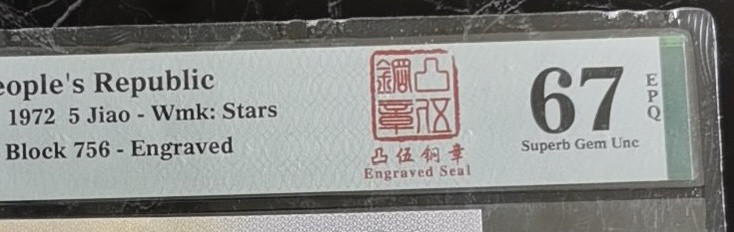 eople's Republic
1972 5 Jiao - Wmk: Stars
Block 756 - Engraved
鋼凸
章伍
凸伍钢章
Engraved Seal
67
EPQ
Superb Gem Unc